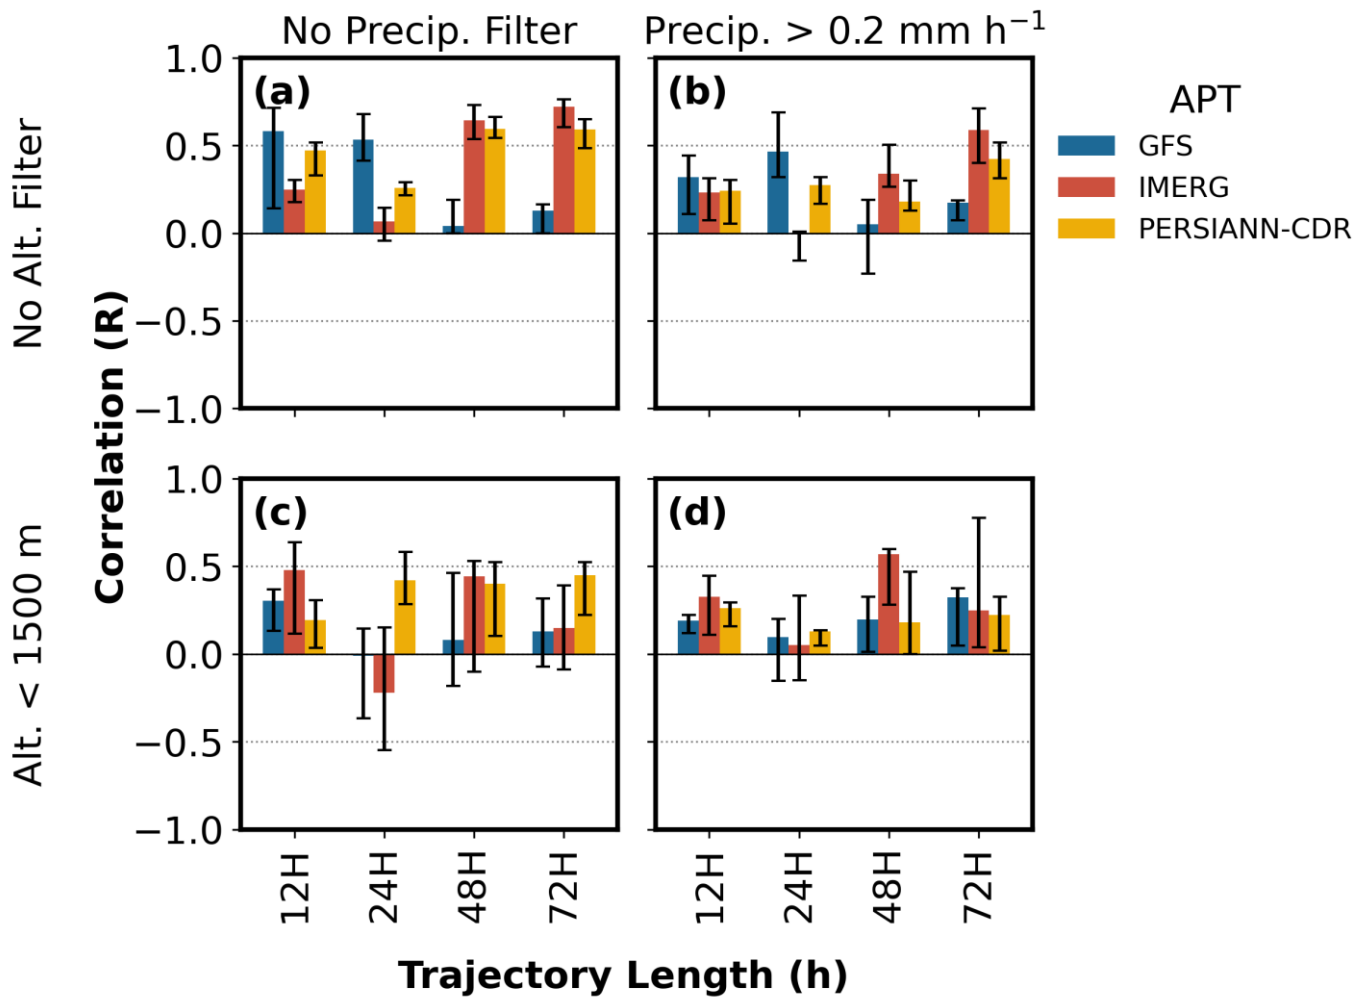 No Precip. Filter
Precip. > 0.2 mm h⁻¹
No Alt. Filter
Alt. < 1500 m
Correlation (R)
(a)
1.0
0.5
0.0
−0.5
−1.0
(b)
APT
GFS
IMERG
PERSIANN-CDR
(c)
1.0
0.5
0.0
−0.5
−1.0
(d)
12H
24H
48H
72H
12H
24H
48H
72H
Trajectory Length (h)